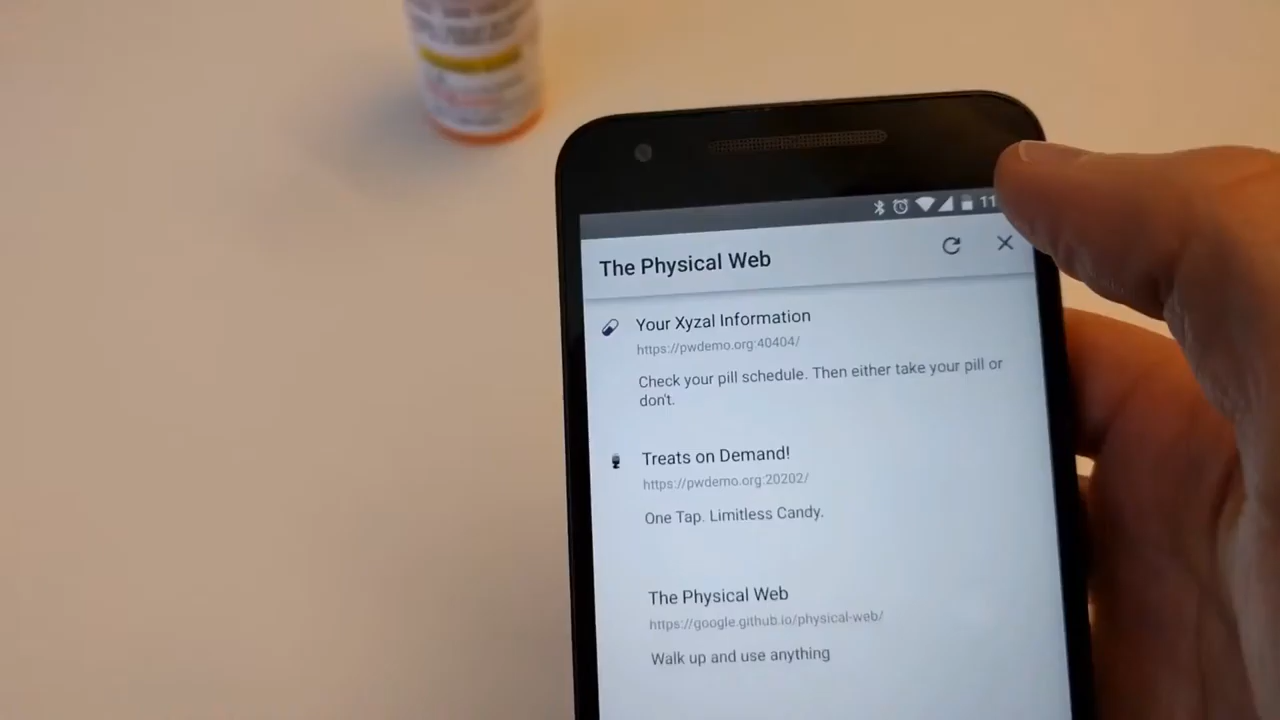 11
The Physical Web
Your Xyzal Information
https://pwdemo.org:40404/
Check your pill schedule. Then either take your pill or
don't.
Treats on Demand!
https://pwdemo.org:20202/
One Tap. Limitless Candy.
The Physical Web
https://google.github.io/physical-web/
Walk up and use anything